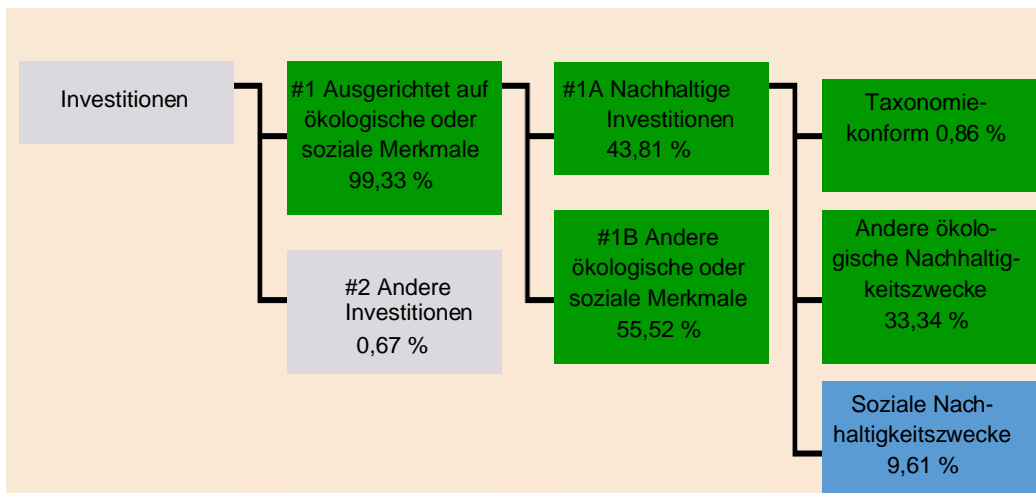 Investitionen
#1 Ausgerichtet auf
ökologische oder
soziale Merkmale
99,33 %
#2 Andere
Investitionen
0,67 %
#1A Nachhaltige
Investitionen
43,81 %
#1B Andere
ökologische oder
soziale Merkmale
55,52 %
Taxonomie-
konform 0,86 %
Andere ökolo-
gische Nachhaltig-
keitszwecke
33,34 %
Soziale Nach-
haltigkeitszwecke
9,61 %